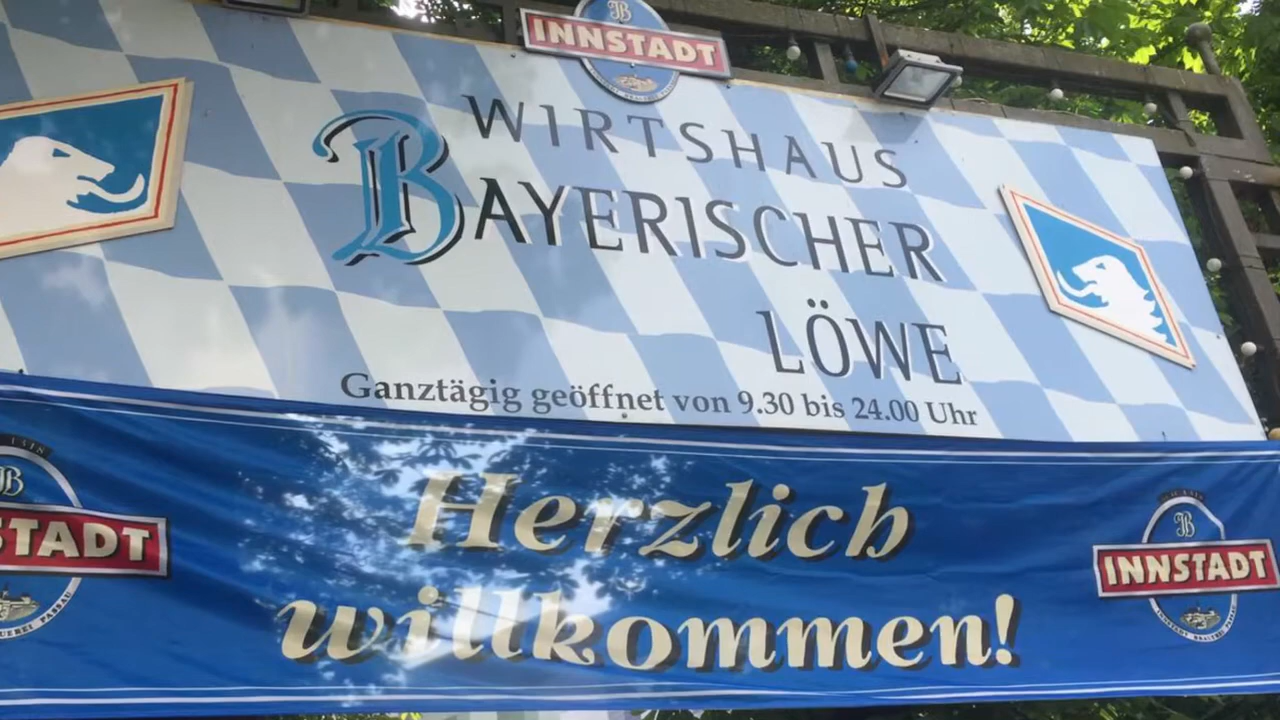 INNSTADT
WIRTSHAUS
BAYERISCHER
LÖWE
Ganztägig geöffnet von 9.30 bis 24.00 Uhr
Herzlich
willkommen!
STADT
INNSTADT